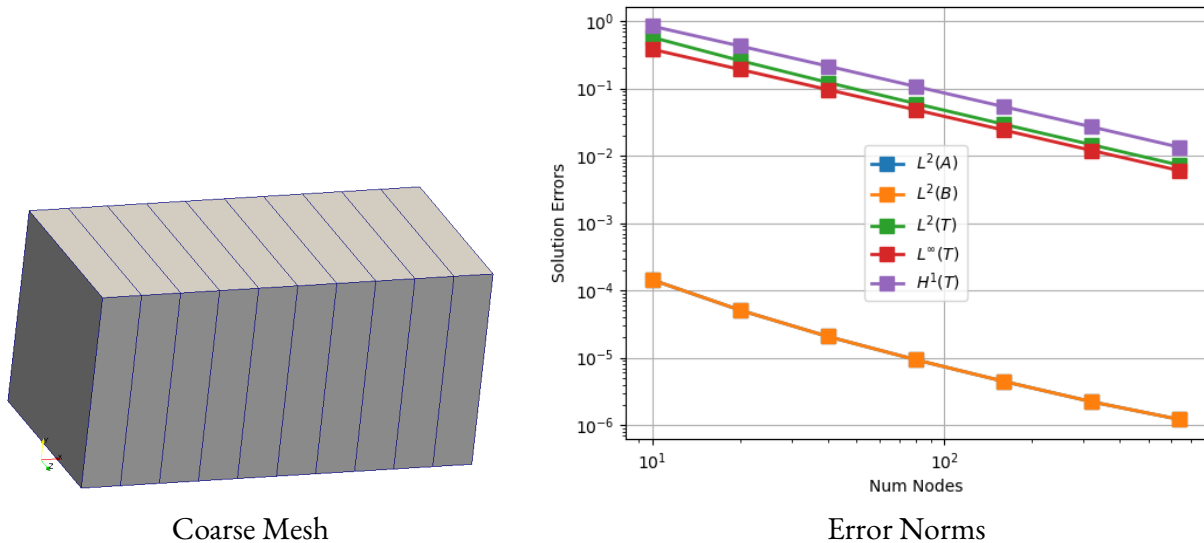 10⁰
10⁻¹
10⁻²
10⁻³
10⁻⁴
10⁻⁵
10⁻⁶
Solution Errors
L²(A)
L²(B)
L²(T)
L∞(T)
H¹(T)
10¹
10²
Num Nodes
Y
X
Z
Coarse Mesh
Error Norms